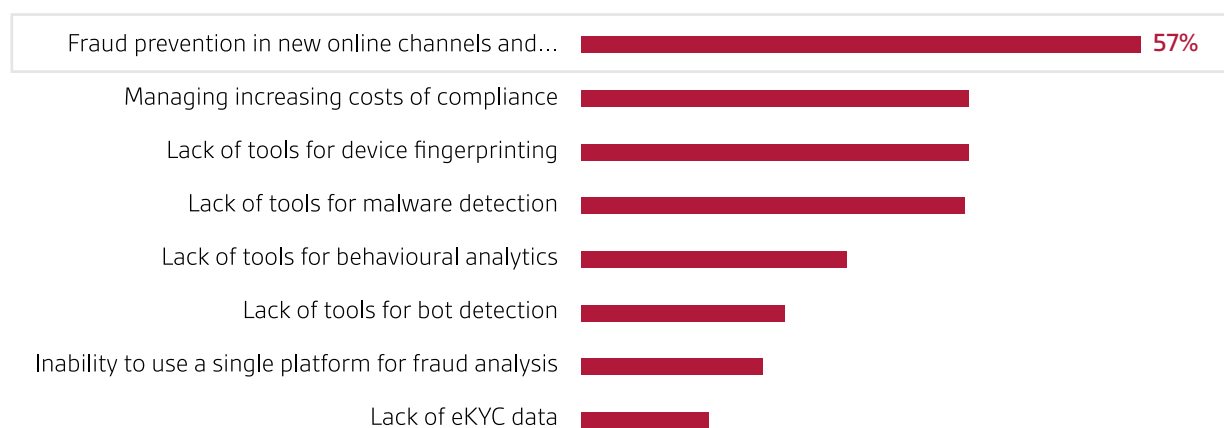 Fraud prevention in new online channels and... 57%
Managing increasing costs of compliance
Lack of tools for device fingerprinting
Lack of tools for malware detection
Lack of tools for behavioural analytics
Lack of tools for bot detection
Inability to use a single platform for fraud analysis
Lack of eKYC data